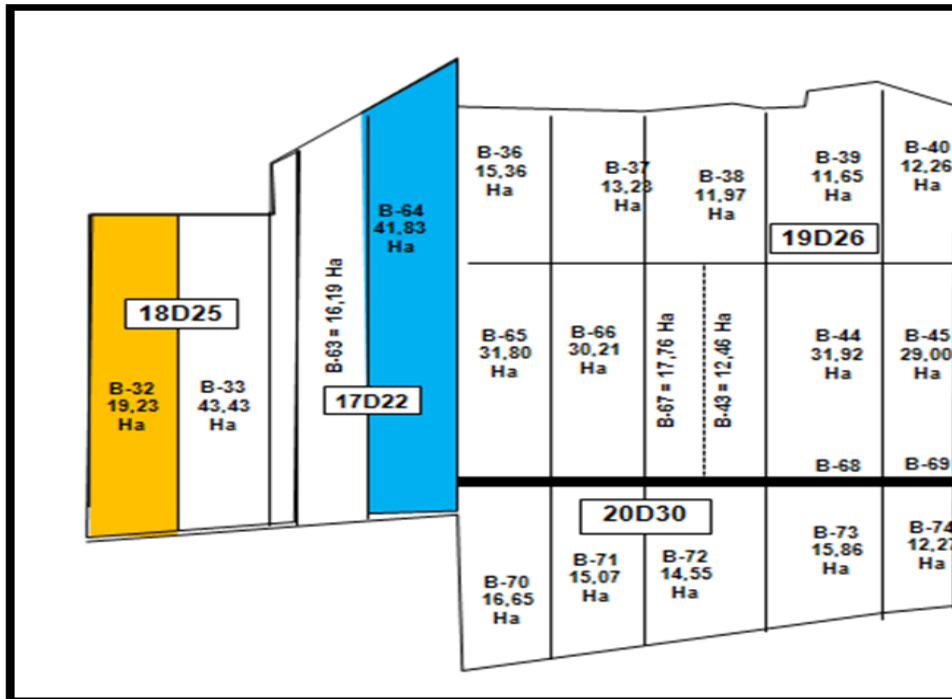 B-36
15,36
Ha
B-37
13,23
Ha
B-38
11,97
Ha
B-39
11,65
Ha
B-40
12,26
Ha
19D26
B-64
41,83
Ha
18D25
B-32
19,23
Ha
B-33
43,43
Ha
B-63 = 16,19 Ha
17D22
B-65
31,80
Ha
B-66
30,21
Ha
B-67 = 17,76 Ha
B-43 = 12,46 Ha
B-44
31,92
Ha
B-45
29,00
Ha
B-68
B-69
20D30
B-70
16,65
Ha
B-71
15,07
Ha
B-72
14,55
Ha
B-73
15,86
Ha
B-74
12,27
Ha